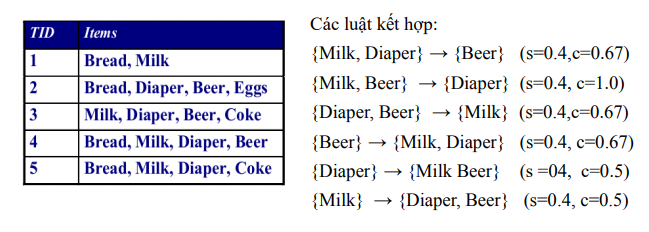 TID Items
1 Bread, Milk
2 Bread, Diaper, Beer, Eggs
3 Milk, Diaper, Beer, Coke
4 Bread, Milk, Diaper, Beer
5 Bread, Milk, Diaper, Coke
Các luật kết hợp:
{Milk, Diaper} → {Beer} (s=0.4,c=0.67)
{Milk, Beer} → {Diaper} (s=0.4, c=1.0)
{Diaper, Beer} → {Milk} (s=0.4,c=0.67)
{Beer} → {Milk, Diaper} (s=0.4, c=0.67)
{Diaper} → {Milk Beer} (s =04, c=0.5)
{Milk} → {Diaper, Beer} (s=0.4, c=0.5)